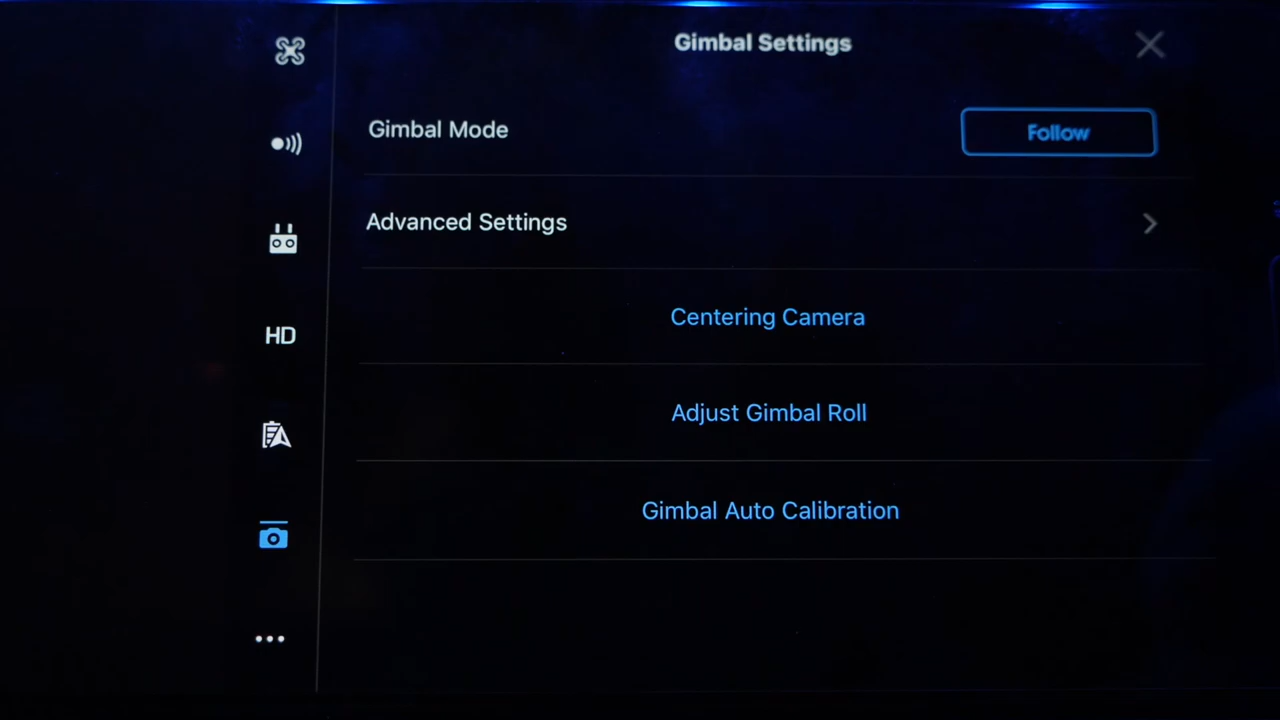 Gimbal Settings
Gimbal Mode
Follow
Advanced Settings
Centering Camera
HD
Adjust Gimbal Roll
Gimbal Auto Calibration